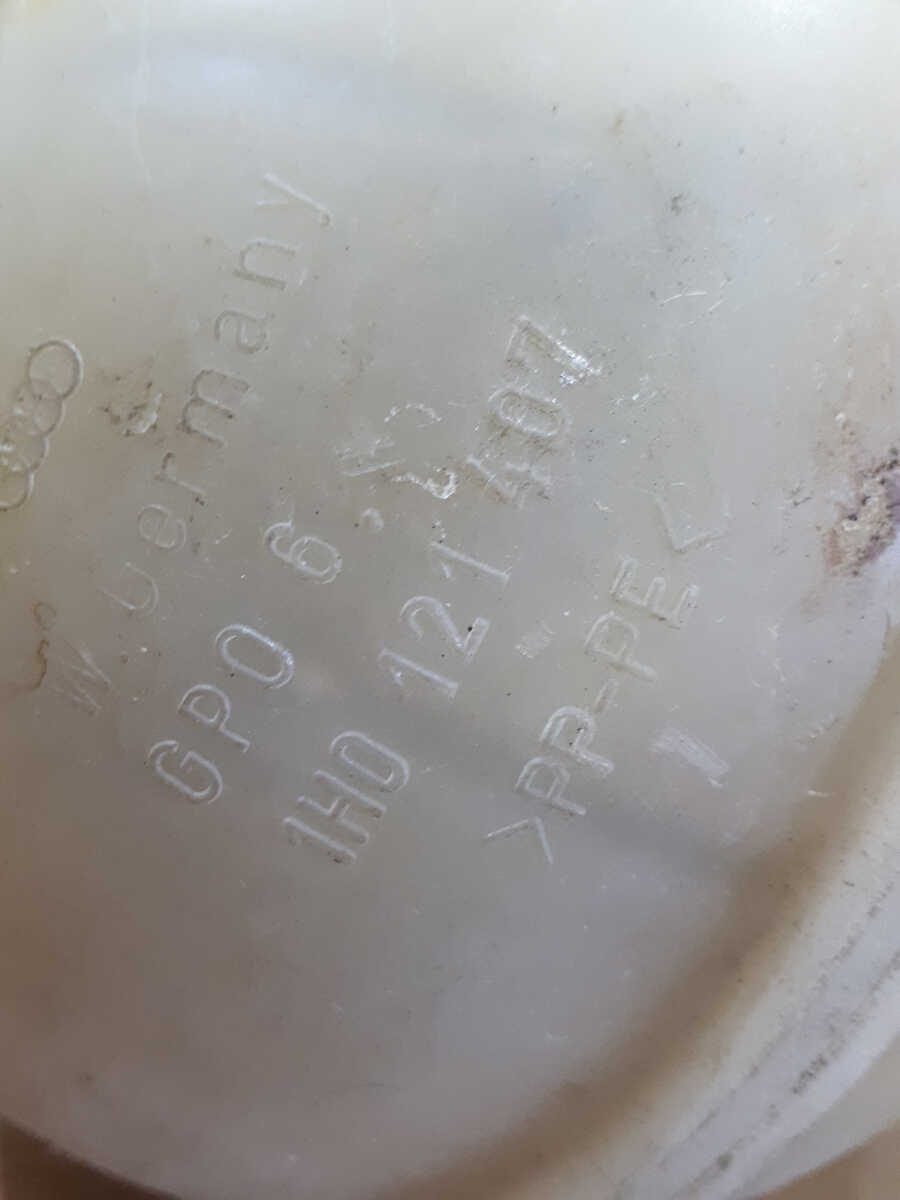 W. Germany
GPO 6
1H0 121 407
>PP-PE<